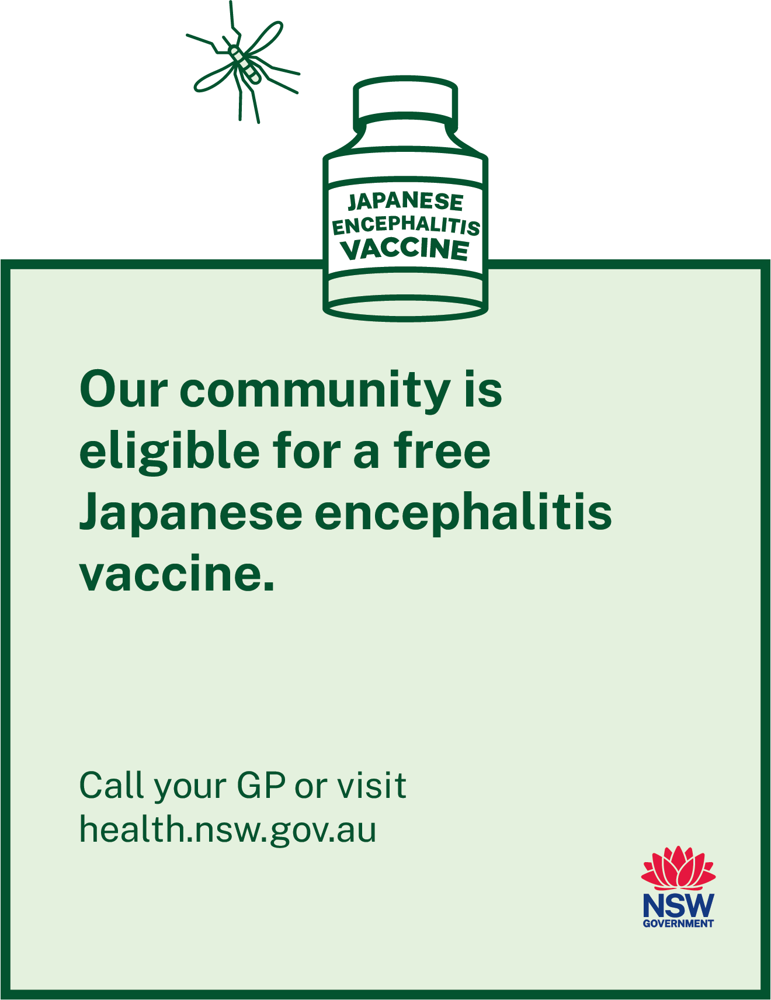 JAPANESE
ENCEPHALITIS
VACCINE
Our community is
eligible for a free
Japanese encephalitis
vaccine.
Call your GP or visit
health.nsw.gov.au
NSW
GOVERNMENT